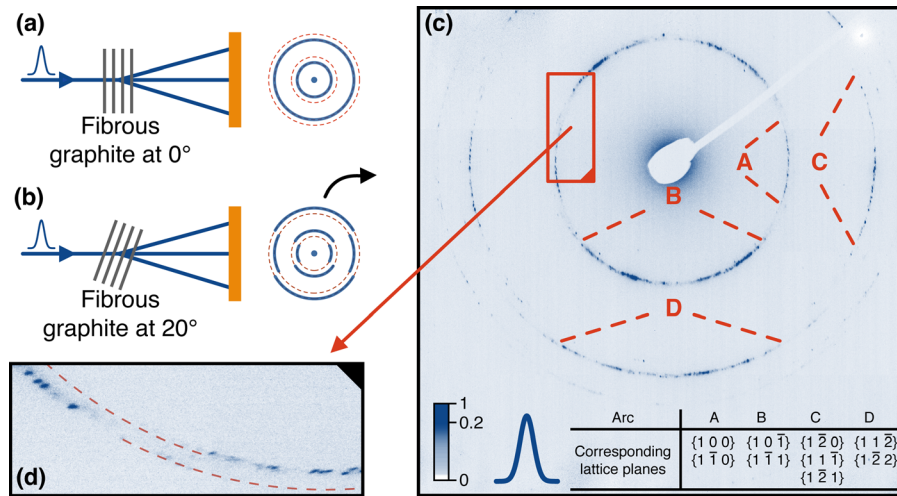 (a)
Fibrous
graphite at 0°
(b)
Fibrous
graphite at 20°
(c)
A
B
C
D
(d)
1
0.2
0
Arc A B C D
Corresponding
lattice planes
{1 0 0} {1 0 1̅} {1 2̅ 0} {1 1 2̅}
{1 1̅ 0} {1 1̅ 1} {1 1 1̅} {1 2̅ 2}
{1 2̅ 1}